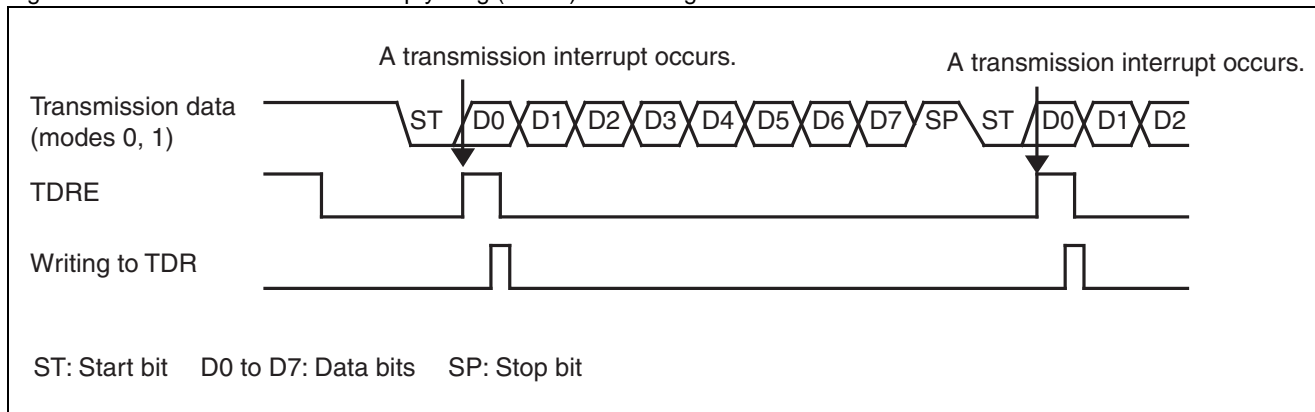 A transmission interrupt occurs. A transmission interrupt occurs.
Transmission data
(modes 0, 1)
ST D0 D1 D2 D3 D4 D5 D6 D7 SP ST D0 D1 D2
TDRE
Writing to TDR
ST: Start bit D0 to D7: Data bits SP: Stop bit